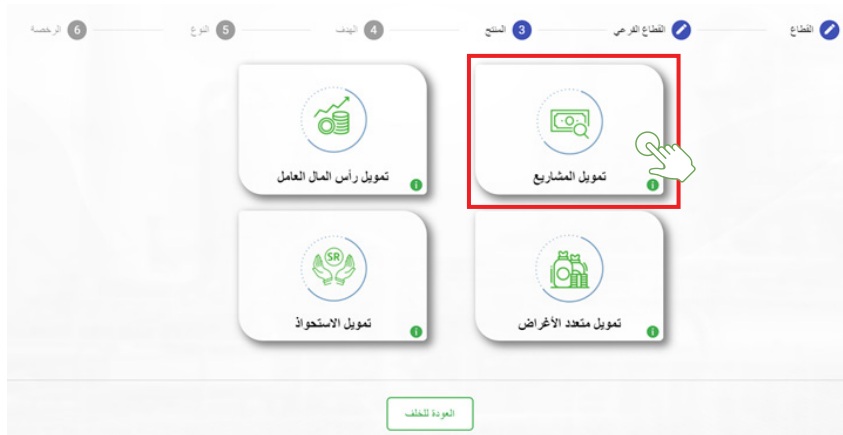 القطاع
القطاع الفرعي
3 المنتج
4 الهدف
5 النوع
6 الرخصة
تمويل المشاريع
تمويل رأس المال العامل
تمويل متعدد الأغراض
SR
تمويل الاستحواذ
العودة للخلف